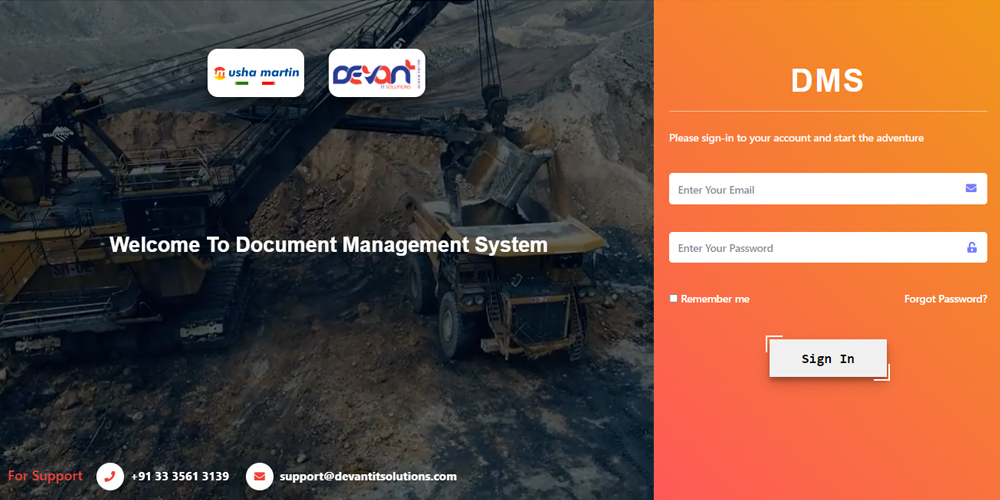 usha martin
DEVANT
IT SOLUTIONS
Welcome To Document Management System
For Support
+91 33 3561 3139
support@devantitsolutions.com
DMS
Please sign-in to your account and start the adventure
Enter Your Email
Enter Your Password
Remember me
Forgot Password?
Sign In